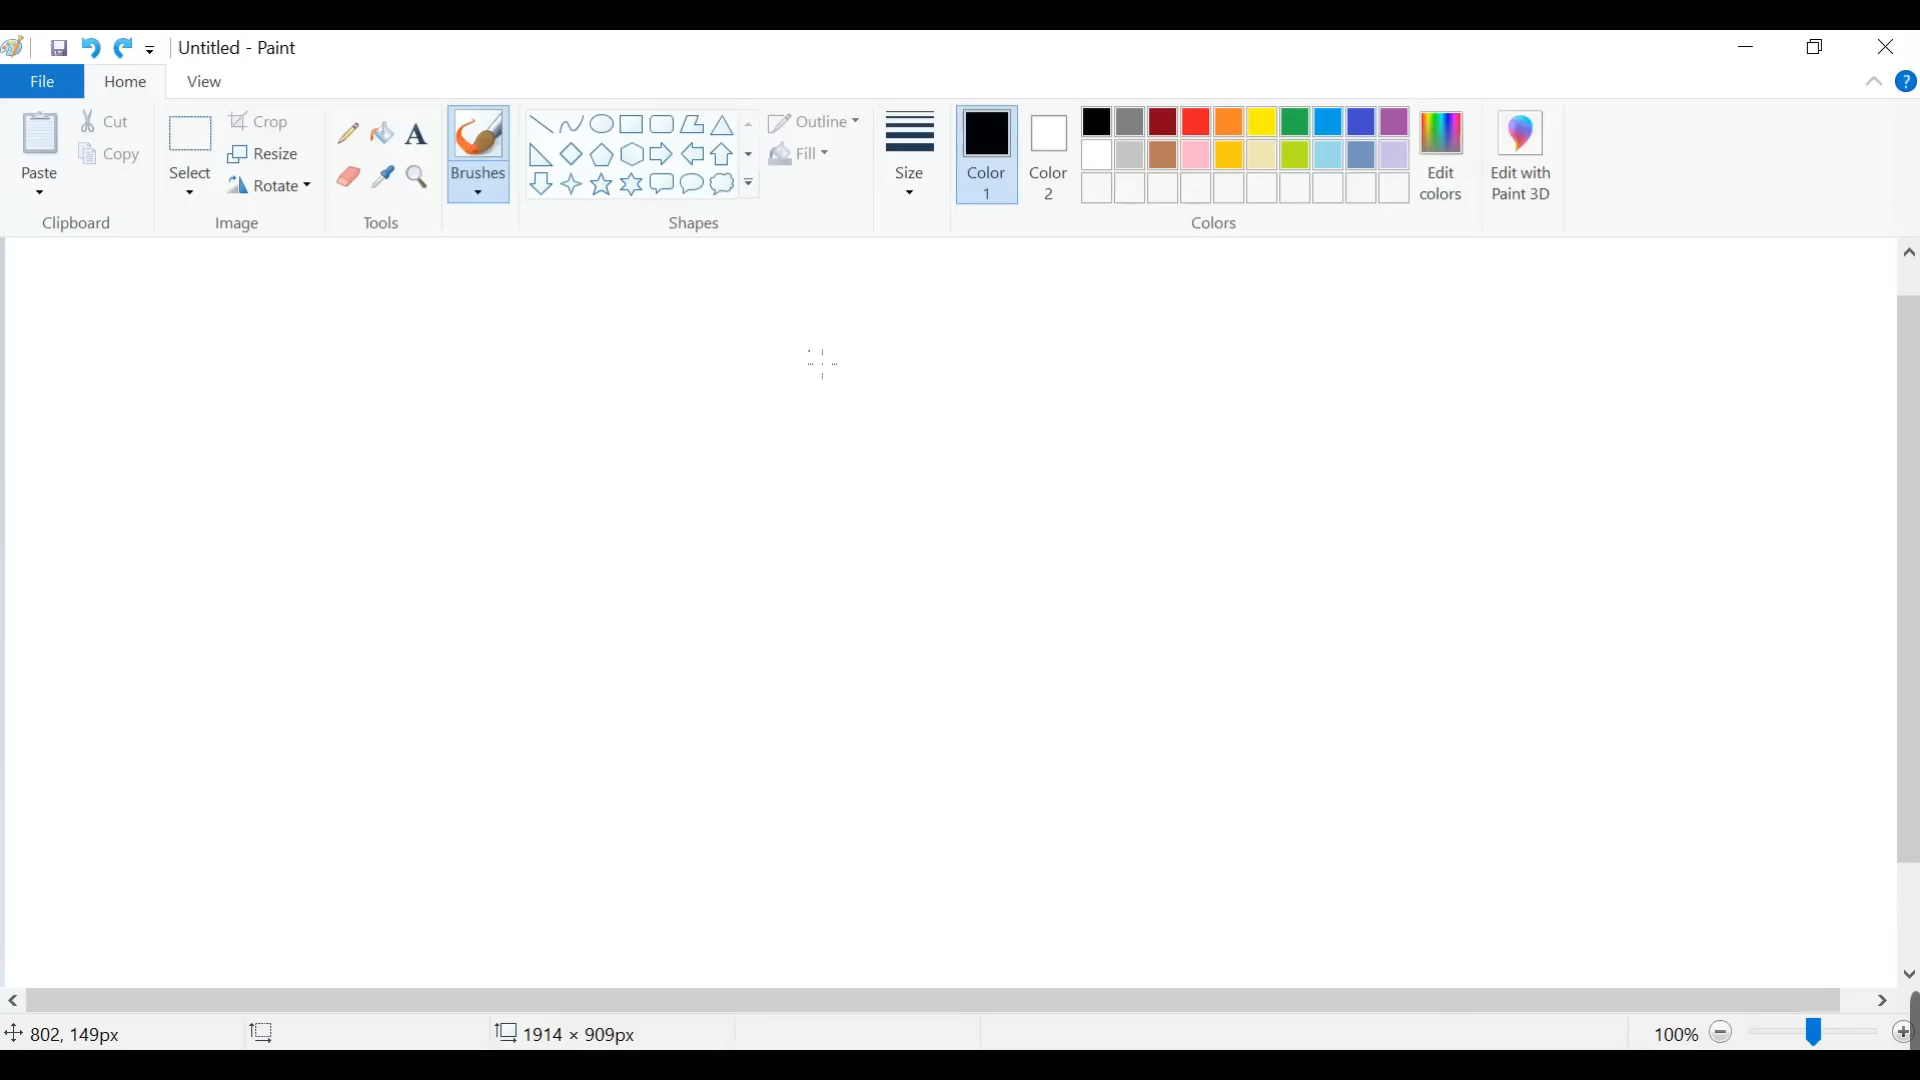 Untitled - Paint
File Home View ?
Paste
Cut
Copy
Clipboard
Select
Crop
Resize
Rotate
Image
A
Tools
Brushes
Shapes
Outline
Fill
Size
Color
1
Color
2
Edit
colors
Colors
Edit with
Paint 3D
802, 149px 1914 × 909px 100%